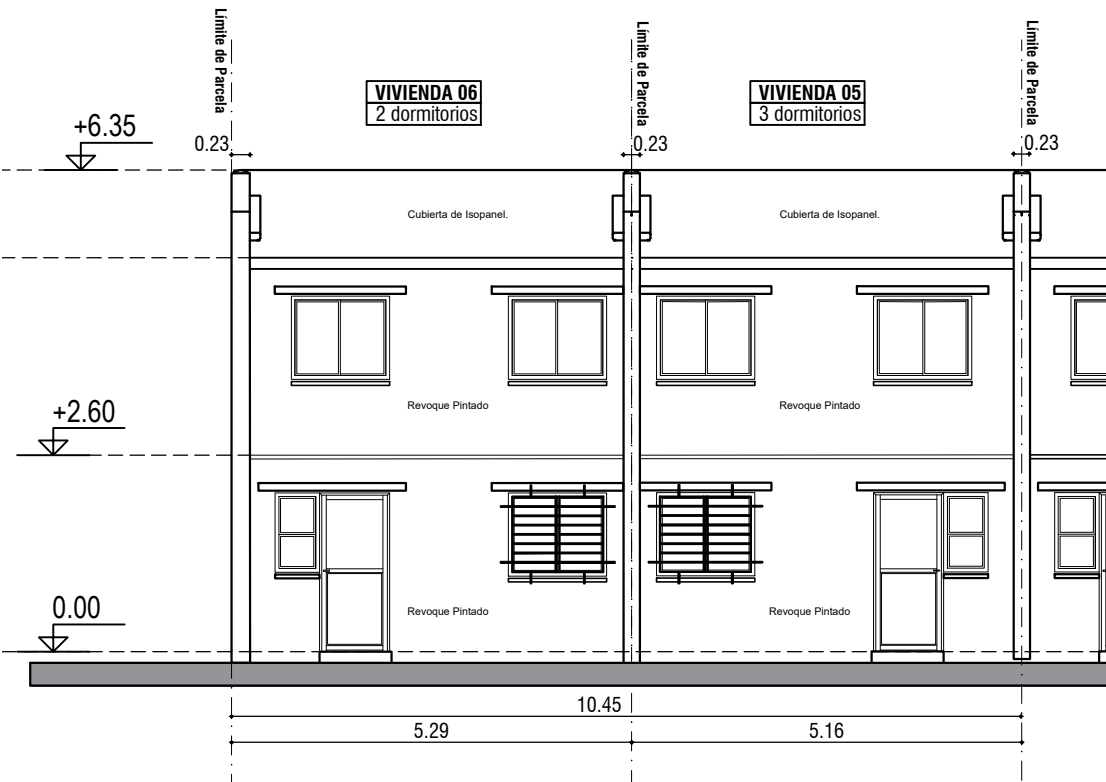 Límite de Parcela
Límite de Parcela
Límite de Parcela
VIVIENDA 06
2 dormitorios
VIVIENDA 05
3 dormitorios
+6.35
0.23
0.23
0.23
Cubierta de Isopanel.
Cubierta de Isopanel.
+2.60
Revoque Pintado
Revoque Pintado
0.00
Revoque Pintado
Revoque Pintado
10.45
5.29
5.16